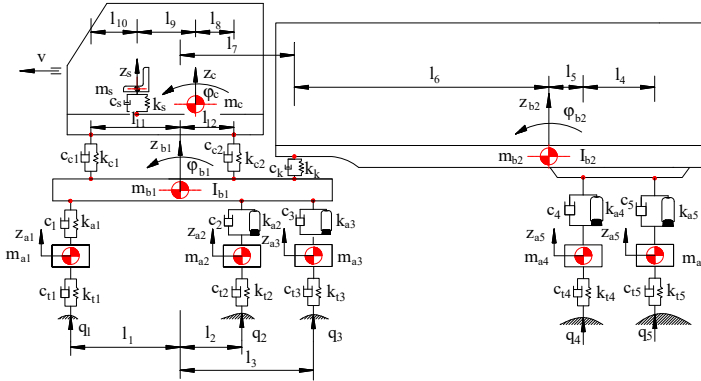 l10 l9 l8
l7
v
zs zc
ms φc mc
cs ks
l6 l5 l4
zb2
φb2
l11 l12
zb1
cc1 kc1 cc2 kc2
φb1
ck kk
mb2 Ib2
mb1 Ib1
c1 ka1 c2 ka2 c3 ka3
c4 ka4 c5 ka5
za1 za2 za3 za5 za5
ma1 ma2 ma3 ma4 ma
ct1 kt1 ct2 kt2 ct3 kt3 ct4 kt4 ct5 kt5
q1 q2 q3 q4 q5
l1 l2
l3